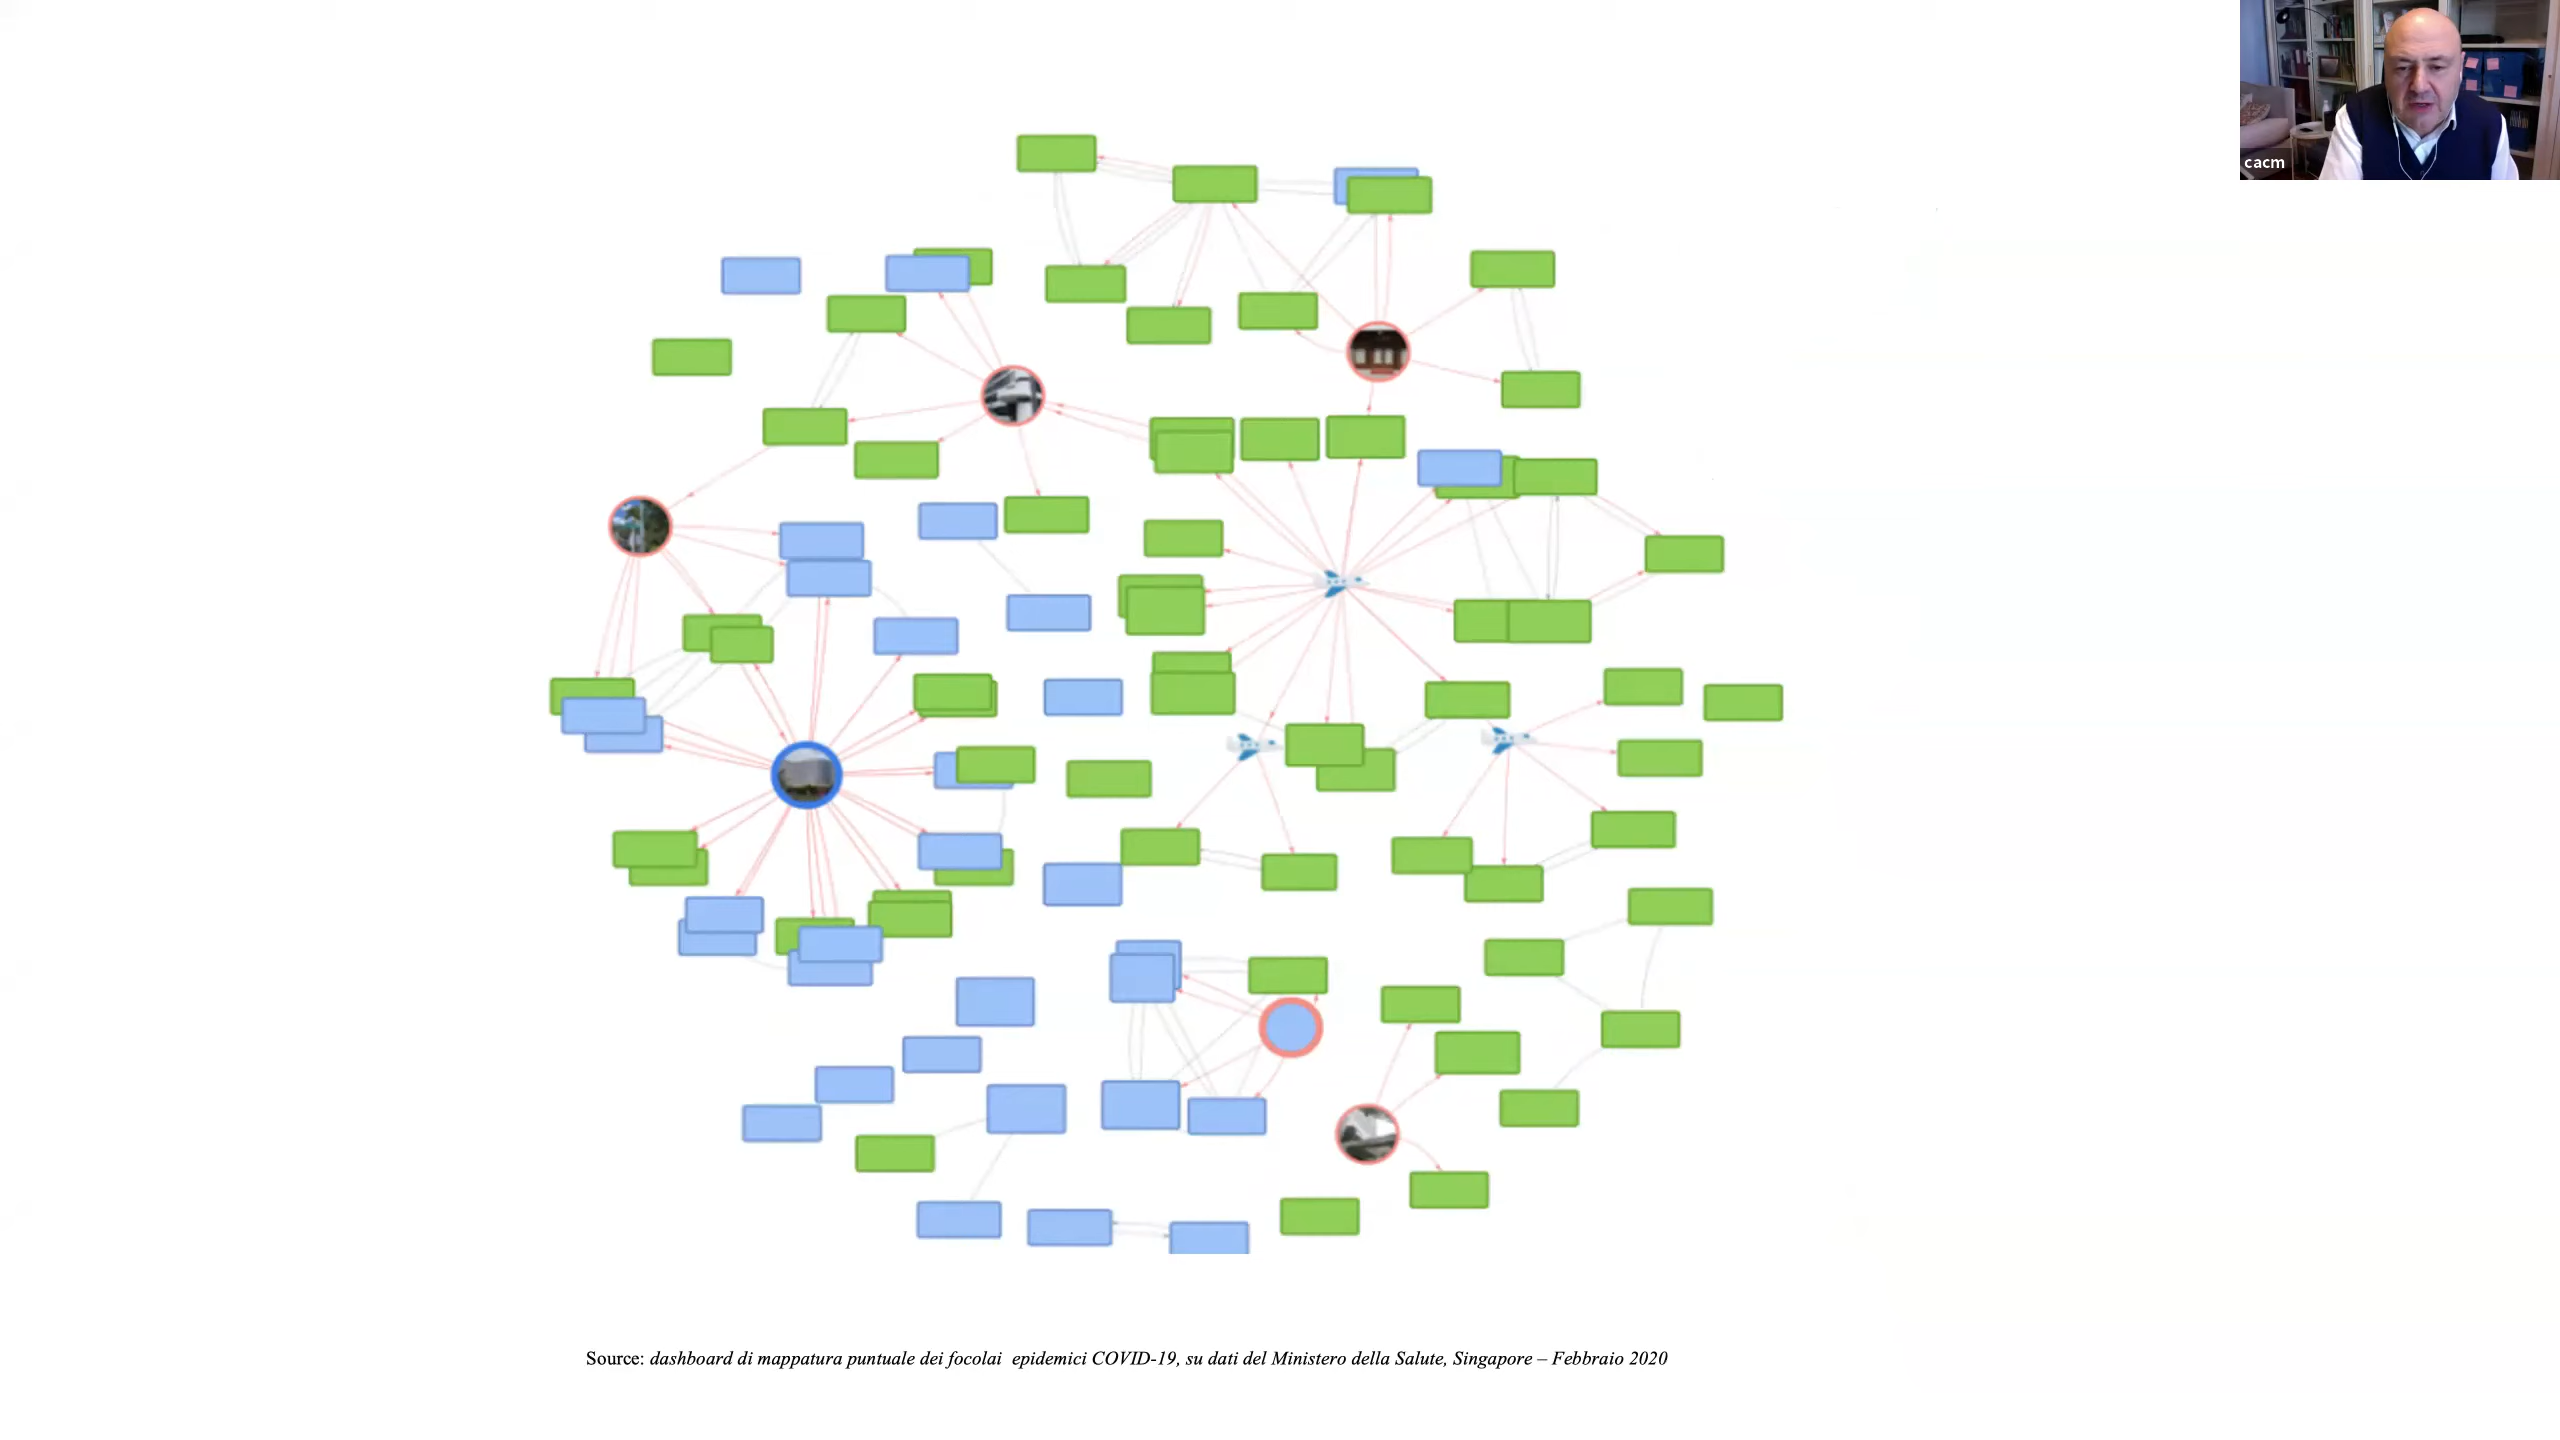 cacm
Source: dashboard di mappatura puntuale dei focolai  epidemici COVID-19, su dati del Ministero della Salute, Singapore – Febbraio 2020